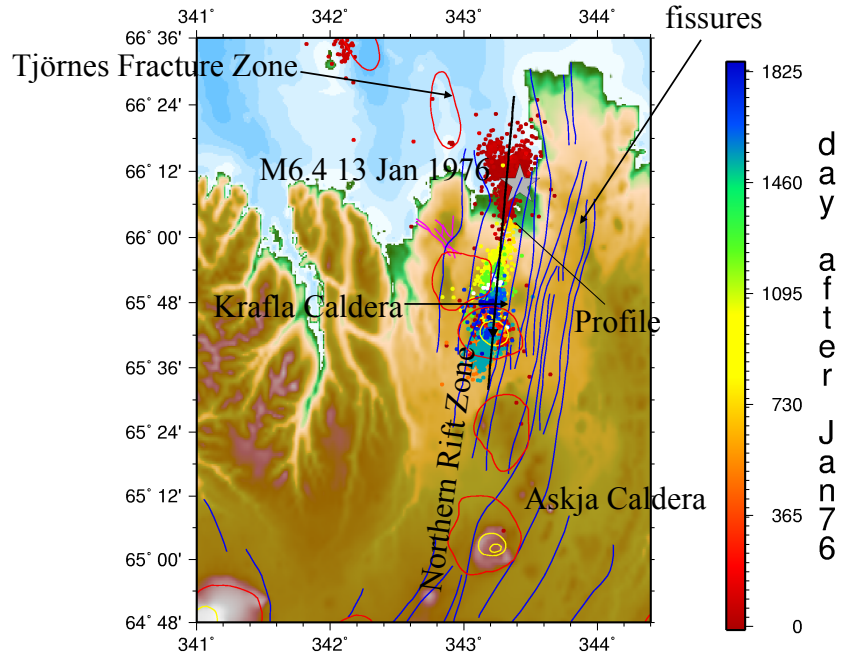 341˚ 342˚ 343˚ 344˚
fissures
66˚ 36'
Tjörnes Fracture Zone
66˚ 24'
M6.4 13 Jan 1976
66˚ 12'
66˚ 00'
Krafla Caldera
65˚ 48'
Profile
65˚ 36'
Northern Rift Zone
65˚ 24'
Askja Caldera
65˚ 12'
65˚ 00'
64˚ 48'
341˚ 342˚ 343˚ 344˚
1825
1460
1095
730
365
0
day after Jan76